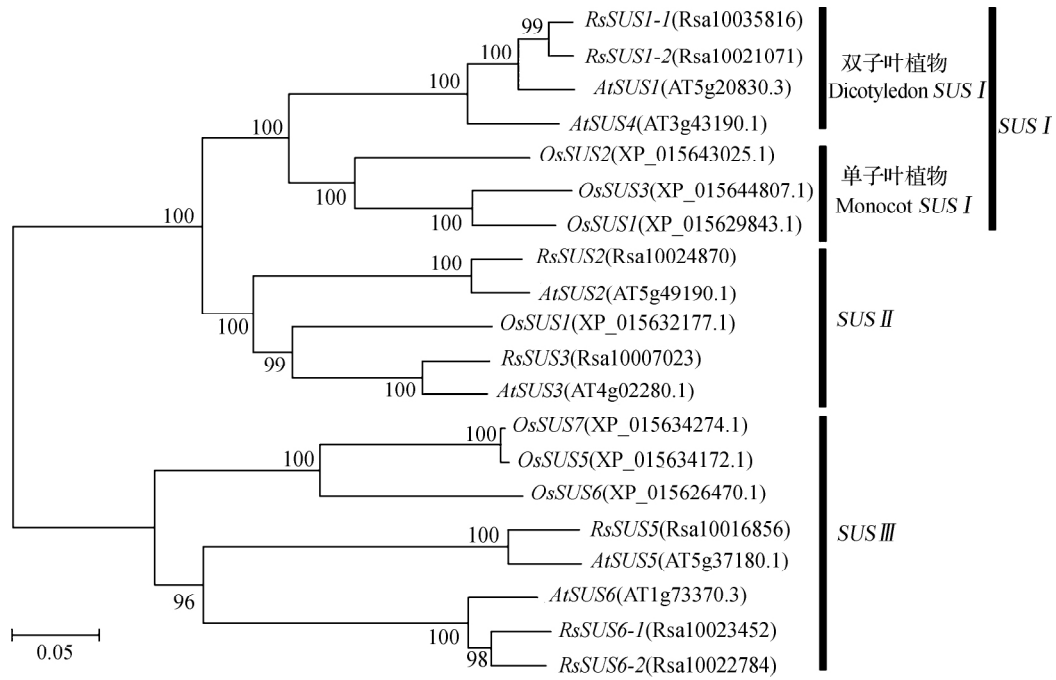 RsSUS1-1(Rsa10035816)
99
RsSUS1-2(Rsa10021071)
100
AtSUS1(AT5g20830.3)
100
AtSUS4(AT3g43190.1)
双子叶植物
Dicotyledon SUS I
SUS I
100
OsSUS2(XP_015643025.1)
100
OsSUS3(XP_015644807.1)
100
OsSUS1(XP_015629843.1)
单子叶植物
Monocot SUS I
100
RsSUS2(Rsa10024870)
100
AtSUS2(AT5g49190.1)
100
OsSUS1(XP_015632177.1)
99
RsSUS3(Rsa10007023)
100
AtSUS3(AT4g02280.1)
SUS II
OsSUS7(XP_015634274.1)
100
OsSUS5(XP_015634172.1)
100
OsSUS6(XP_015626470.1)
RsSUS5(Rsa10016856)
100
AtSUS5(AT5g37180.1)
96
AtSUS6(AT1g73370.3)
100
RsSUS6-1(Rsa10023452)
98
RsSUS6-2(Rsa10022784)
SUS III
0.05